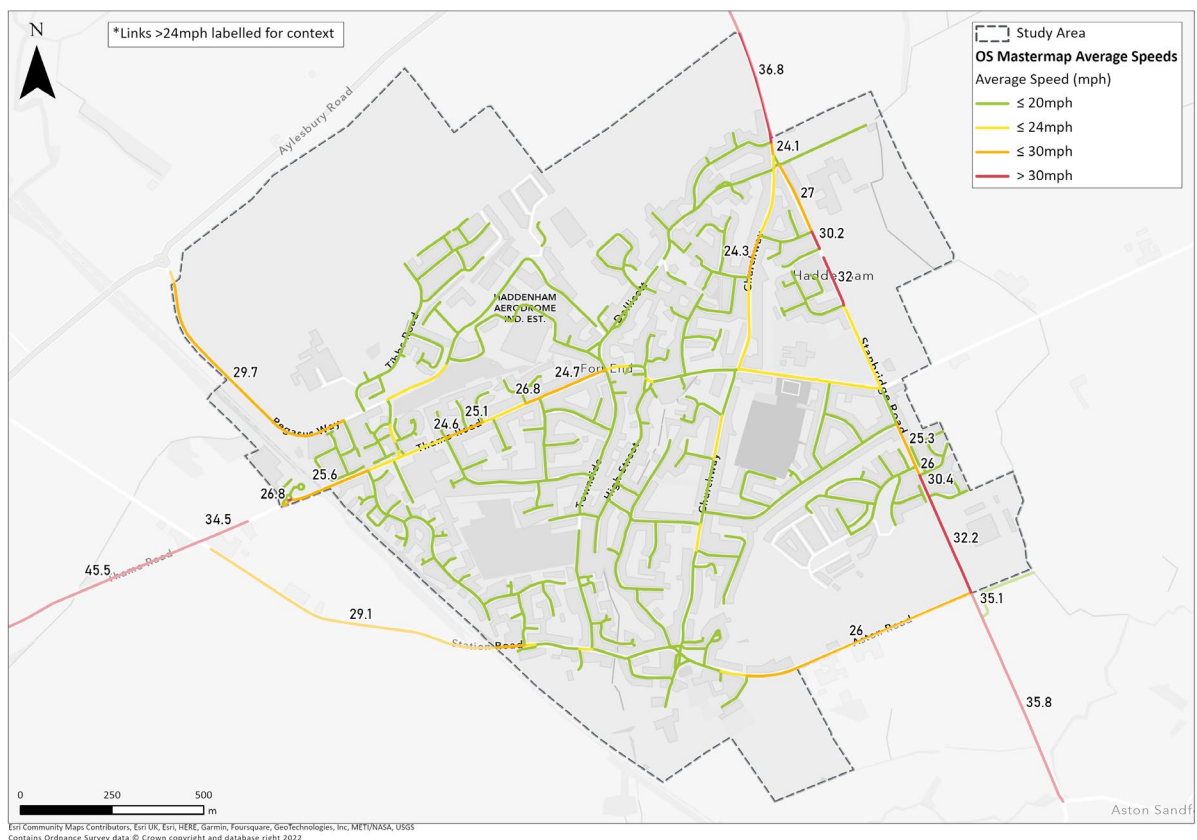 N
*Links >24mph labelled for context
Study Area
OS Mastermap Average Speeds
Average Speed (mph)
≤ 20mph
≤ 24mph
≤ 30mph
> 30mph
36.8
Aylesbury Road
24.1
27
30.2
24.3
Churchway
Haddenham
32
HADDENHAM
AERODROME
IND. EST.
Dollicott
Tibbs Road
Stanbridge Road
29.7
24.7
Fort End
26.8
25.1
24.6
Thame Road
Pegasus Way
25.6
26.8
25.3
26
30.4
Townside
High Street
Churchway
34.5
45.5
Thame Road
32.2
29.1
Station Road
35.1
26
Aston Road
35.8
0 250 500
m
Aston Sandf
Esri Community Maps Contributors, Esri UK, Esri, HERE, Garmin, Foursquare, GeoTechnologies, Inc, METI/NASA, USGS
Contains Ordnance Survey data © Crown copyright and database right 2022